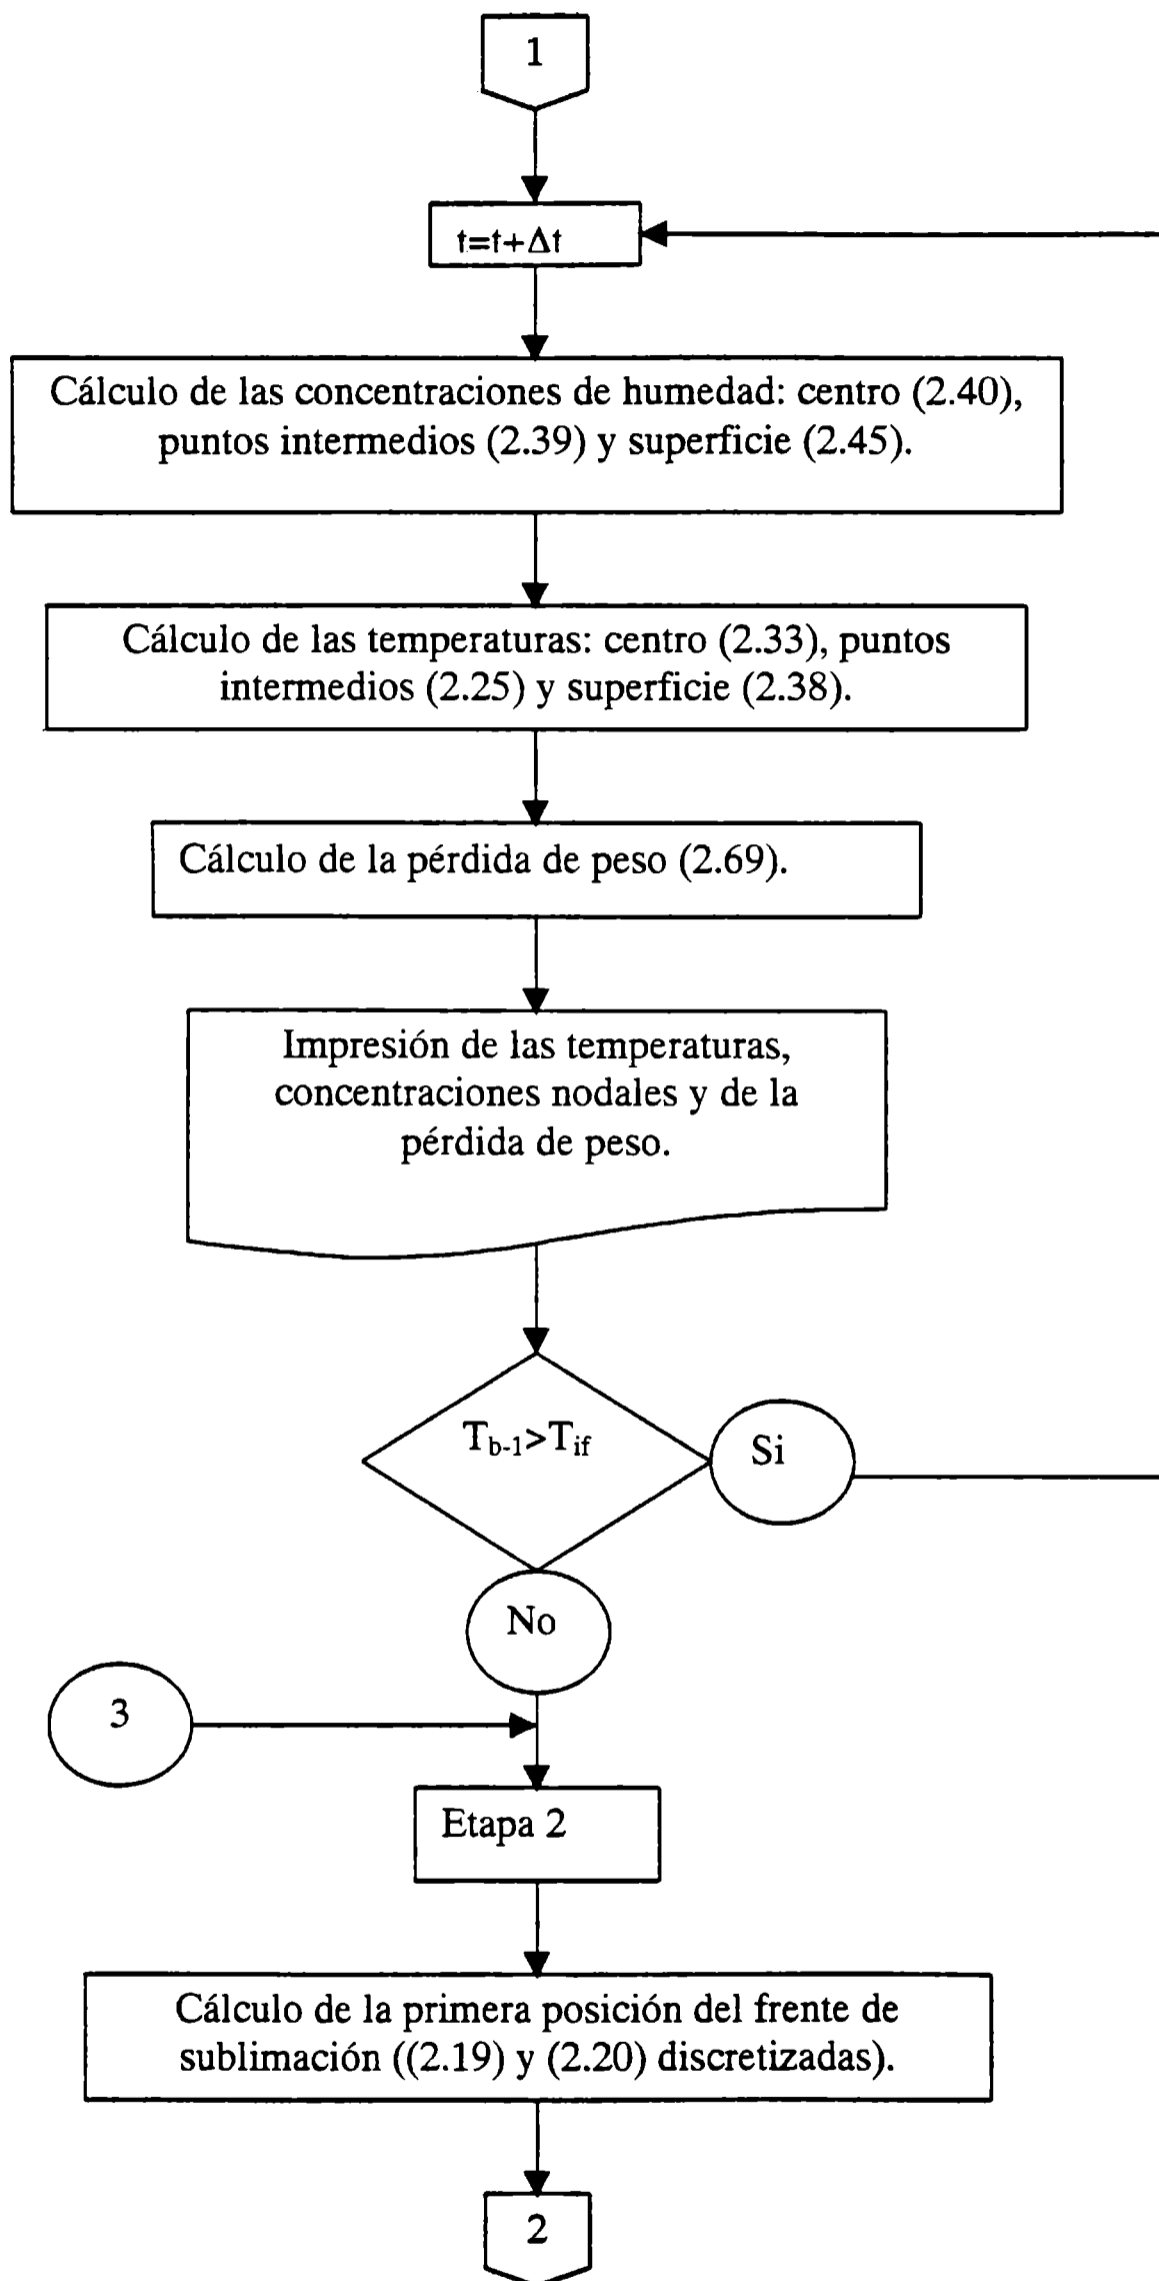 1
t=t+Δt
Cálculo de las concentraciones de humedad: centro (2.40),
puntos intermedios (2.39) y superficie (2.45).
Cálculo de las temperaturas: centro (2.33), puntos
intermedios (2.25) y superficie (2.38).
Cálculo de la pérdida de peso (2.69).
Impresión de las temperaturas,
concentraciones nodales y de la
pérdida de peso.
T_{b-1}>T_{if}
Si
No
3
Etapa 2
Cálculo de la primera posición del frente de
sublimación ((2.19) y (2.20) discretizadas).
2